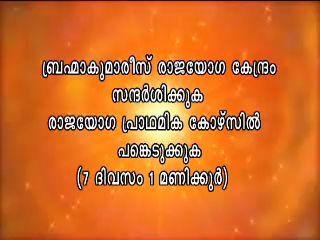 ബ്രഹ്മാകുമാരീസ് രാജയോഗ കേന്ദ്രം
സന്ദർശിക്കുക
രാജയോഗ പ്രാഥമിക കോഴ്സിൽ
പങ്കെടുക്കുക
(7 ദിവസം 1 മണിക്കൂർ)